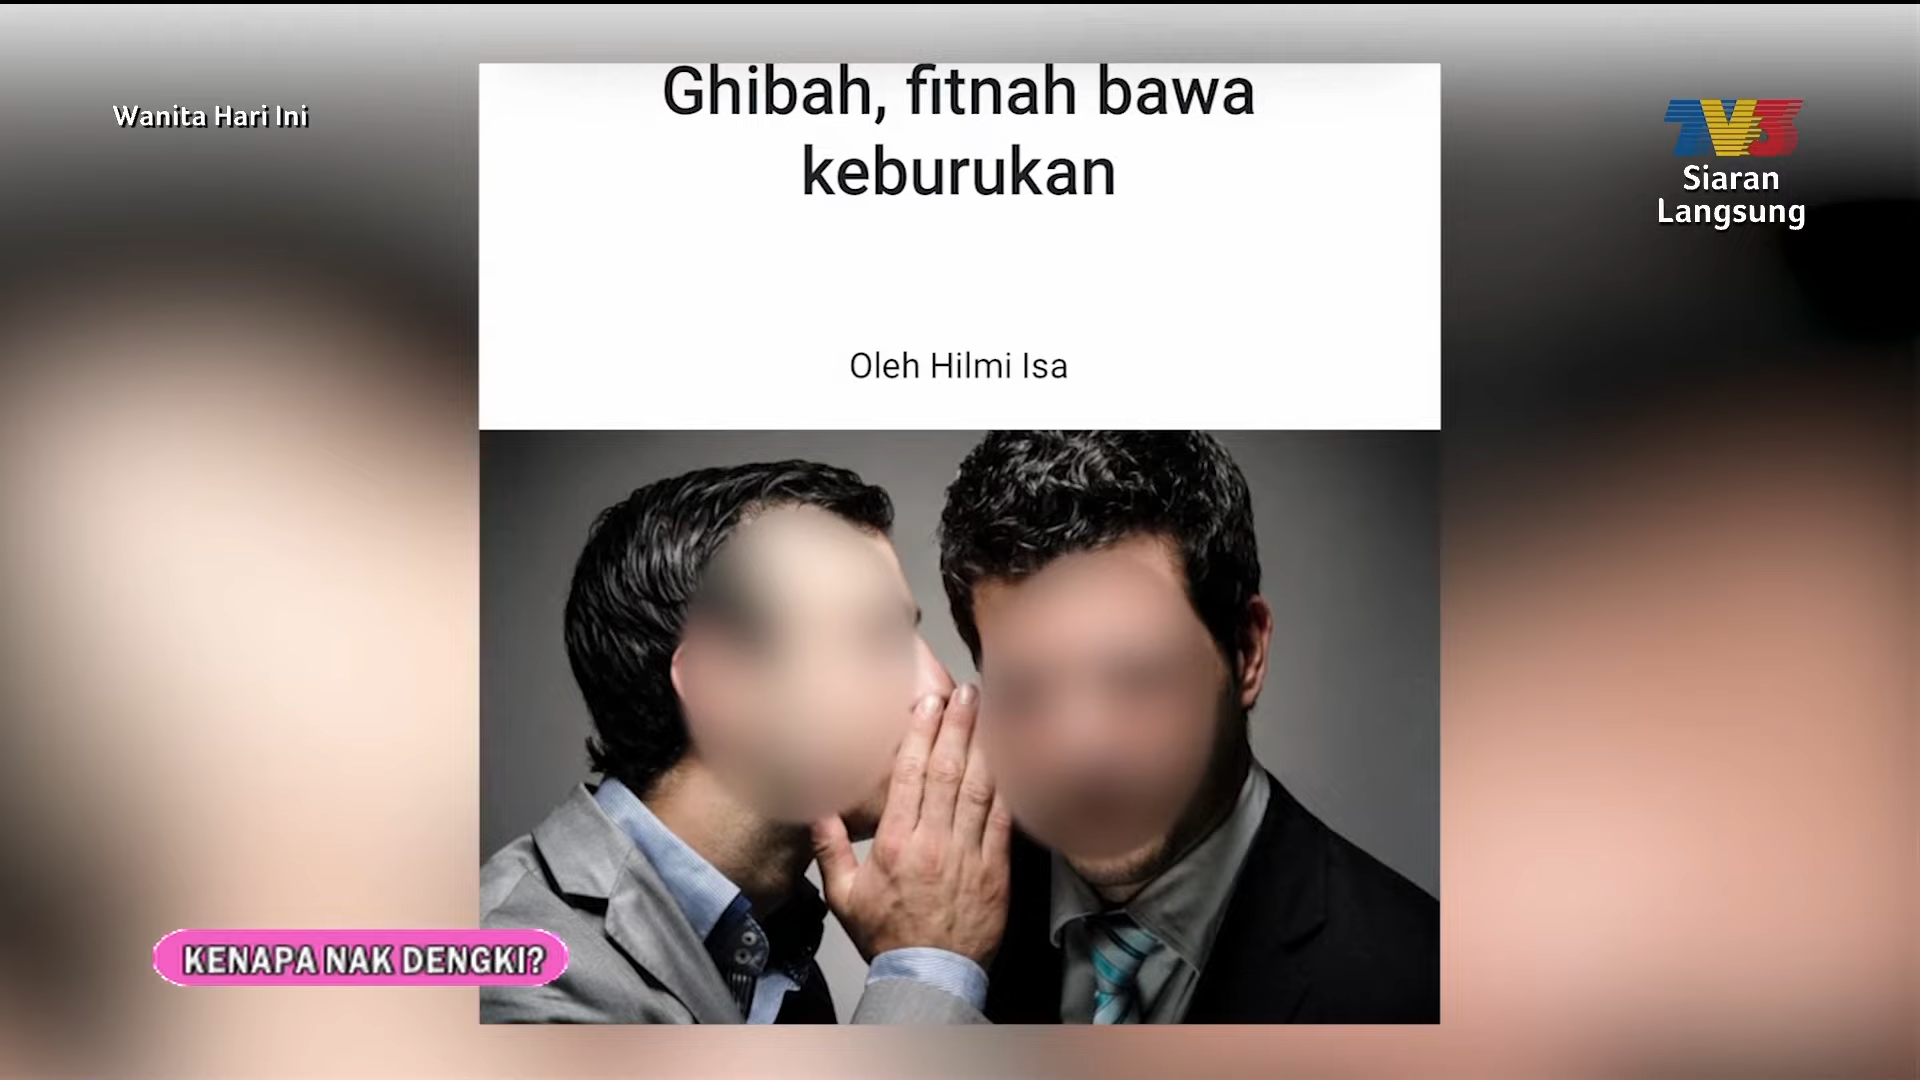 Wanita Hari Ini
TV3
Siaran
Langsung
Ghibah, fitnah bawa
keburukan
Oleh Hilmi Isa
KENAPA NAK DENGKI?